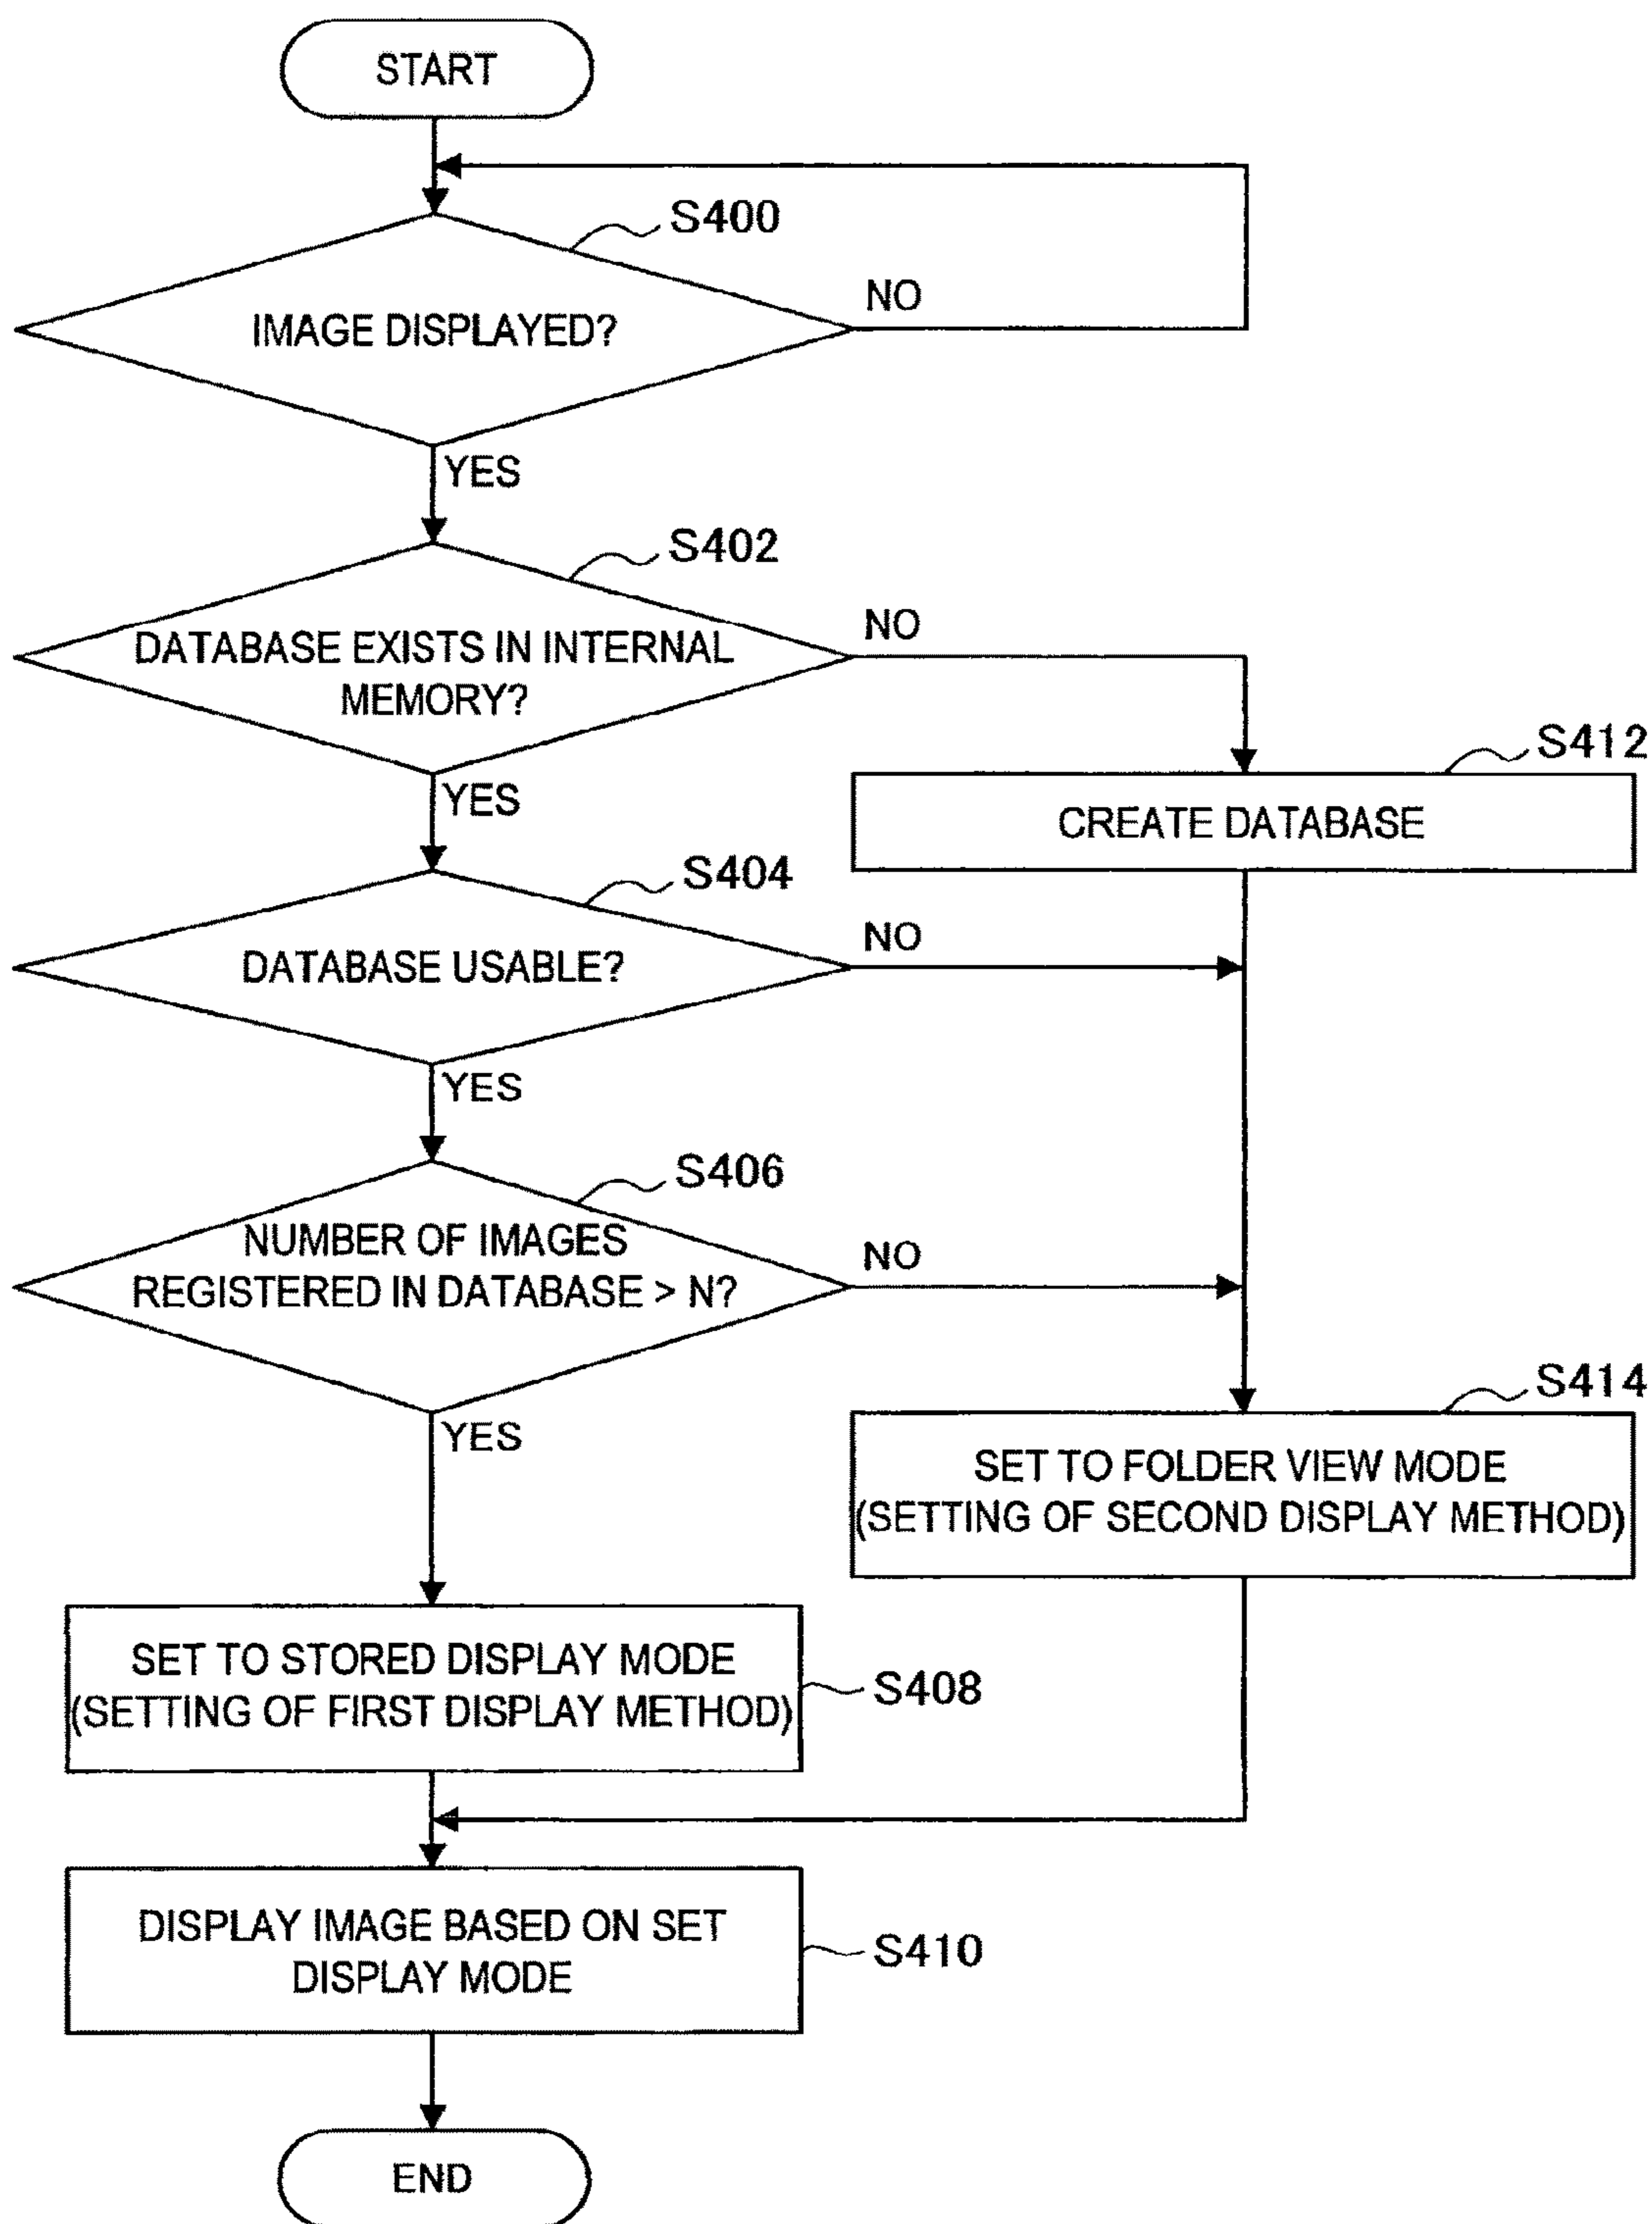 START
S400
IMAGE DISPLAYED?
NO
YES
S402
DATABASE EXISTS IN INTERNAL
MEMORY?
NO
YES
S412
CREATE DATABASE
S404
DATABASE USABLE?
NO
YES
S406
NUMBER OF IMAGES
REGISTERED IN DATABASE > N?
NO
YES
S414
SET TO FOLDER VIEW MODE
(SETTING OF SECOND DISPLAY METHOD)
SET TO STORED DISPLAY MODE
(SETTING OF FIRST DISPLAY METHOD)
S408
DISPLAY IMAGE BASED ON SET
DISPLAY MODE
S410
END